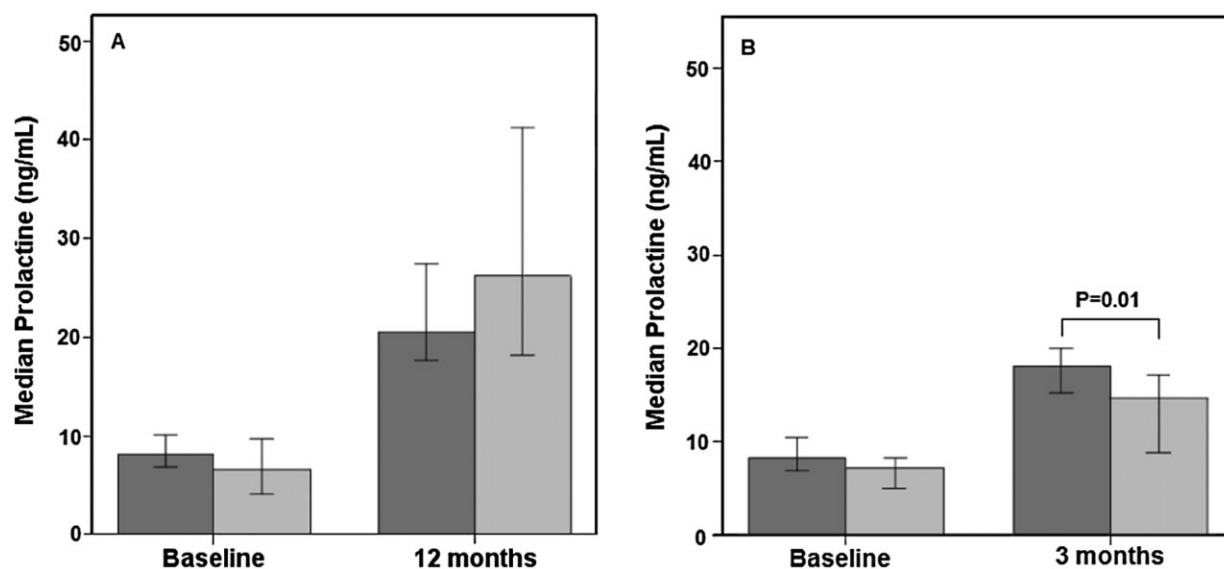 A
Median Prolactine (ng/mL)
50
40
30
20
10
0
Baseline
12 months
B
Median Prolactine (ng/mL)
50
40
30
20
10
0
P=0.01
Baseline
3 months